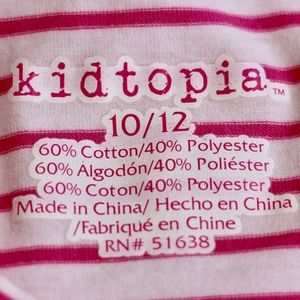 kidtopia™
10/12
60% Cotton/40% Polyester
60% Algodón/40% Poliéster
60% Coton/40% Polyester
Made in China/ Hecho en China
/Fabriqué en Chine
RN# 51638